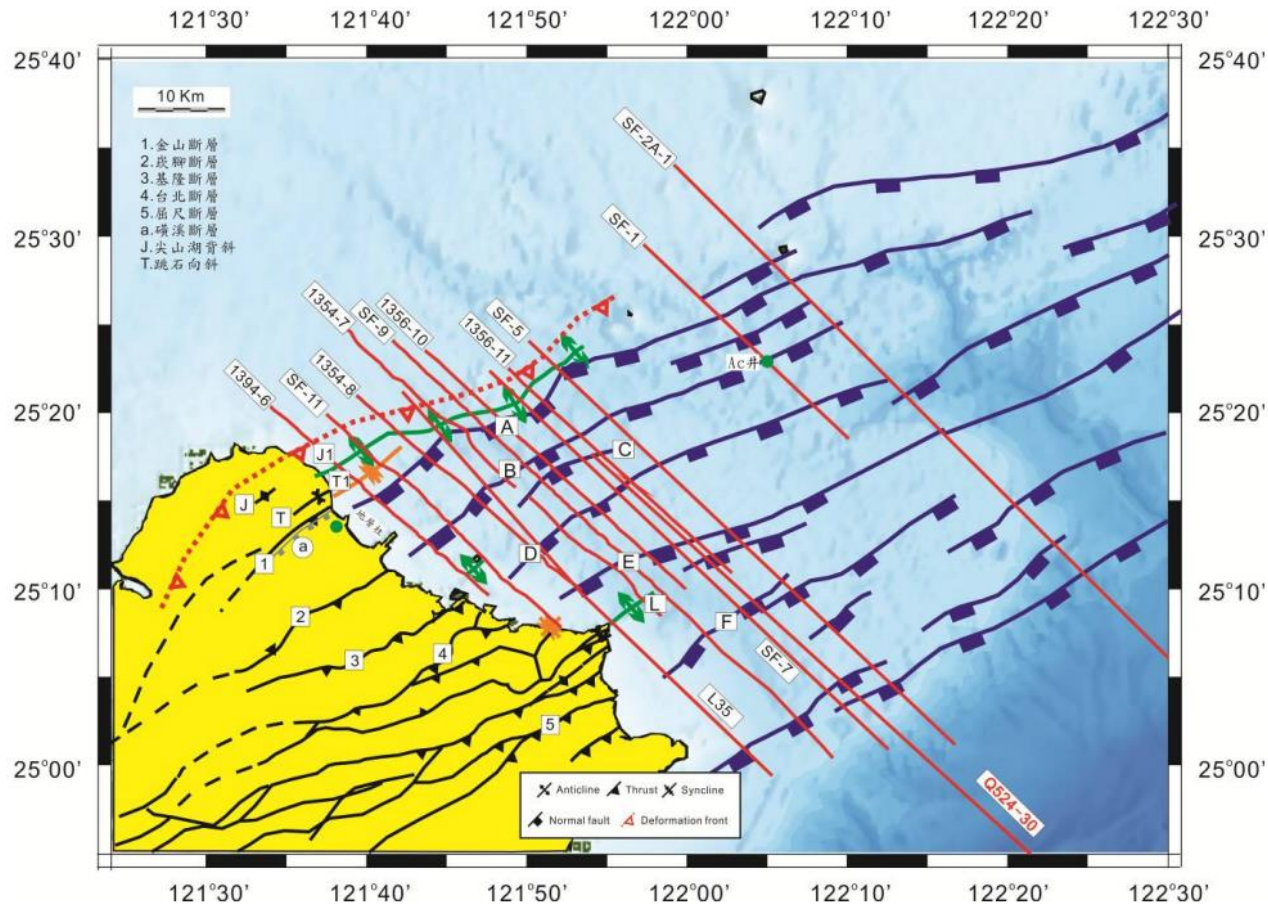 121°30' 121°40' 121°50' 122°00' 122°10' 122°20' 122°30'
25°40' 25°40'
10 Km
1.金山斷層
2.崁腳斷層
3.基隆斷層
4.台北斷層
5.屈尺斷層
a.磺溪斷層
J.尖山湖背斜
T.跳石向斜
SF-2A-1
SF-1
25°30' 25°30'
1354-7
SF-9
1356-10
1356-11
SF-5
Ac井
1394-6
SF-11
1354-8
25°20' 25°20'
A
B
C
J1
T1
J
T
地層柱
a
1
D
E
25°10' 25°10'
L
2
F
3
4
SF-7
L35
5
25°00' 25°00'
Anticline Thrust Syncline
Normal fault Deformation front
Q524-30
121°30' 121°40' 121°50' 122°00' 122°10' 122°20' 122°30'